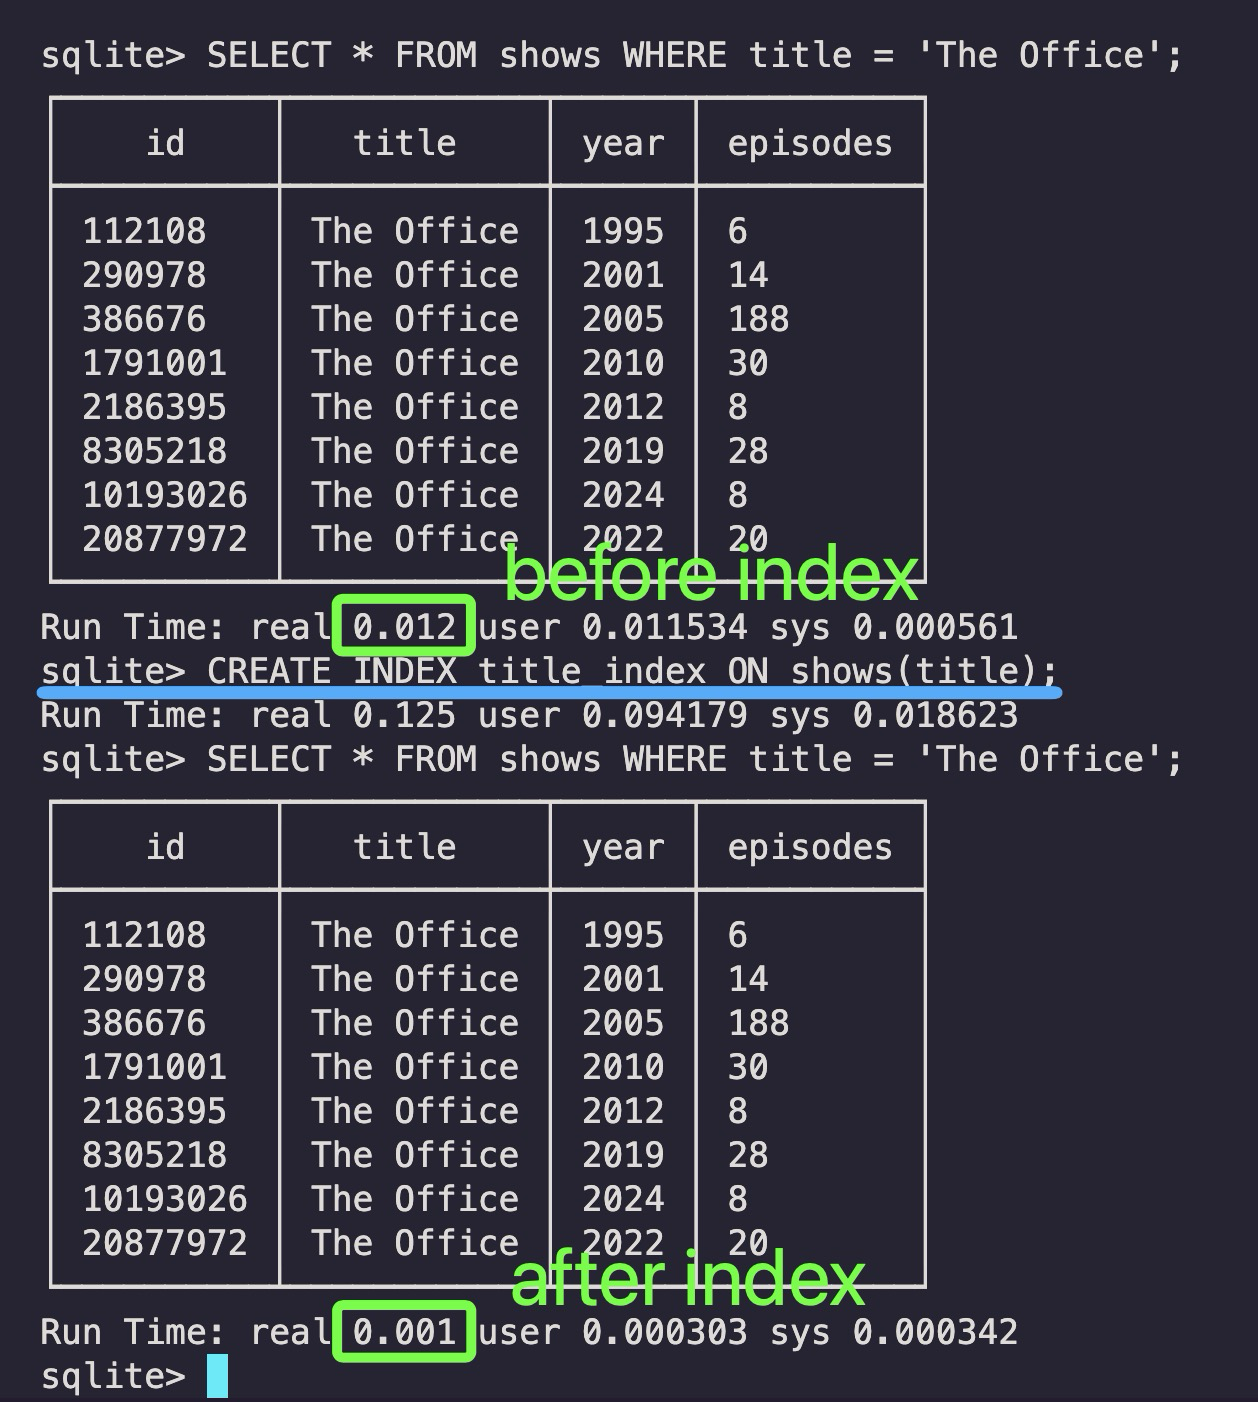 sqlite> SELECT * FROM shows WHERE title = 'The Office';
id title year episodes
112108 The Office 1995 6
290978 The Office 2001 14
386676 The Office 2005 188
1791001 The Office 2010 30
2186395 The Office 2012 8
8305218 The Office 2019 28
10193026 The Office 2024 8
20877972 The Office 2022 20
before index
Run Time: real 0.012 user 0.011534 sys 0.000561
sqlite> CREATE INDEX title_index ON shows(title);
Run Time: real 0.125 user 0.094179 sys 0.018623
sqlite> SELECT * FROM shows WHERE title = 'The Office';
id title year episodes
112108 The Office 1995 6
290978 The Office 2001 14
386676 The Office 2005 188
1791001 The Office 2010 30
2186395 The Office 2012 8
8305218 The Office 2019 28
10193026 The Office 2024 8
20877972 The Office 2022 20
after index
Run Time: real 0.001 user 0.000303 sys 0.000342
sqlite>